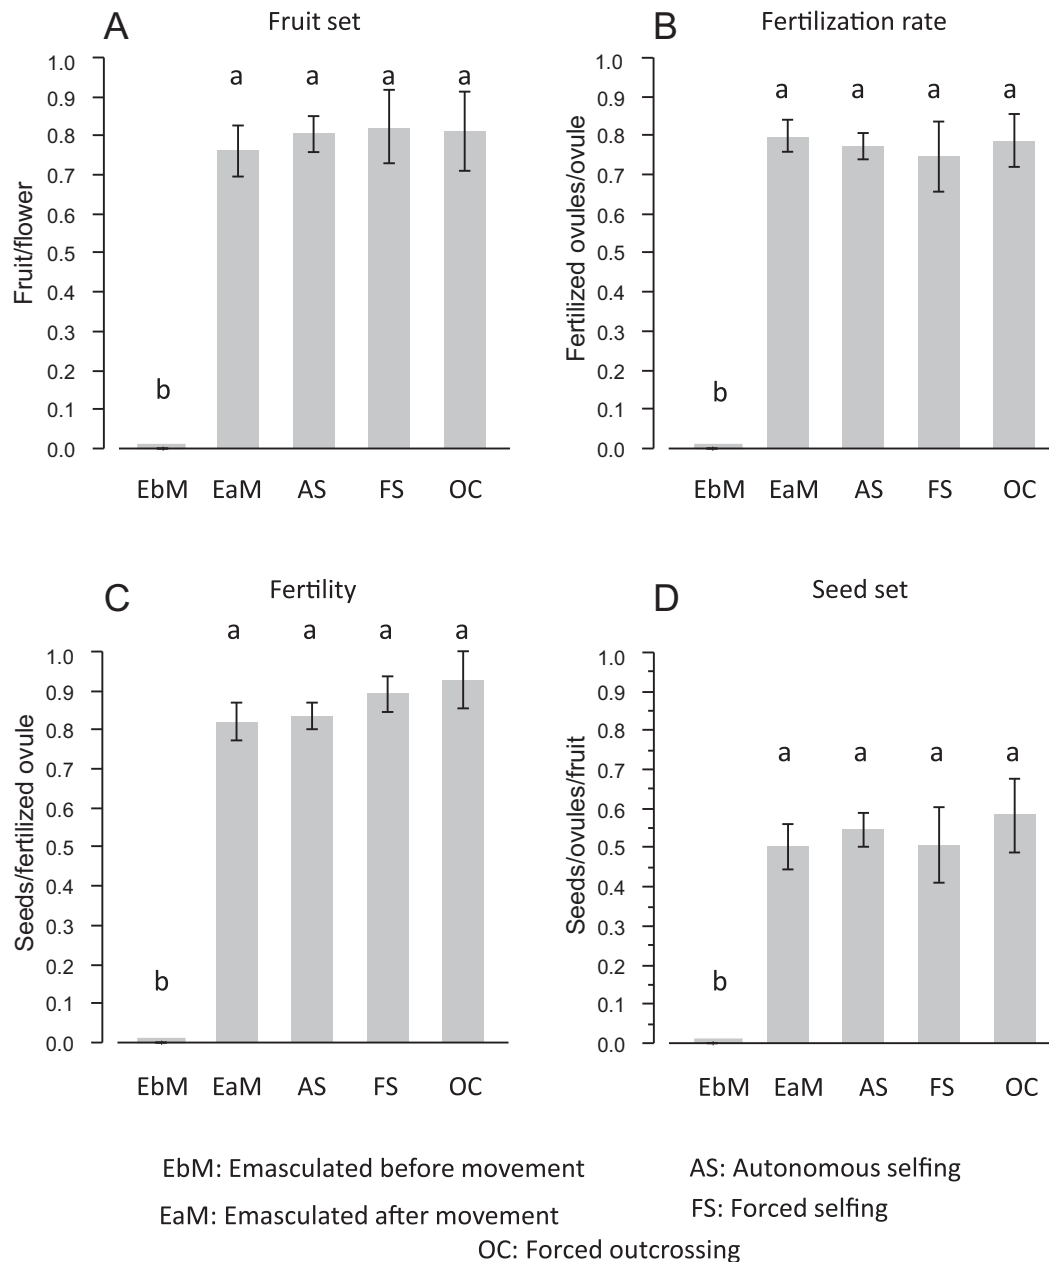 A Fruit set
Fruit/flower
1.0
0.9
0.8
0.7
0.6
0.5
0.4
0.3
0.2
0.1
0.0
a a a a
b
EbM EaM AS FS OC
B Fertilization rate
Fertilized ovules/ovule
1.0
0.9
0.8
0.7
0.6
0.5
0.4
0.3
0.2
0.1
0.0
a a a a
b
EbM EaM AS FS OC
C Fertility
Seeds/fertilized ovule
1.0
0.9
0.8
0.7
0.6
0.5
0.4
0.3
0.2
0.1
0.0
a a a a
b
EbM EaM AS FS OC
D Seed set
Seeds/ovules/fruit
1.0
0.9
0.8
0.7
0.6
0.5
0.4
0.3
0.2
0.1
0.0
a a a a
b
EbM EaM AS FS OC
EbM: Emasculated before movement
AS: Autonomous selfing
EaM: Emasculated after movement
FS: Forced selfing
OC: Forced outcrossing